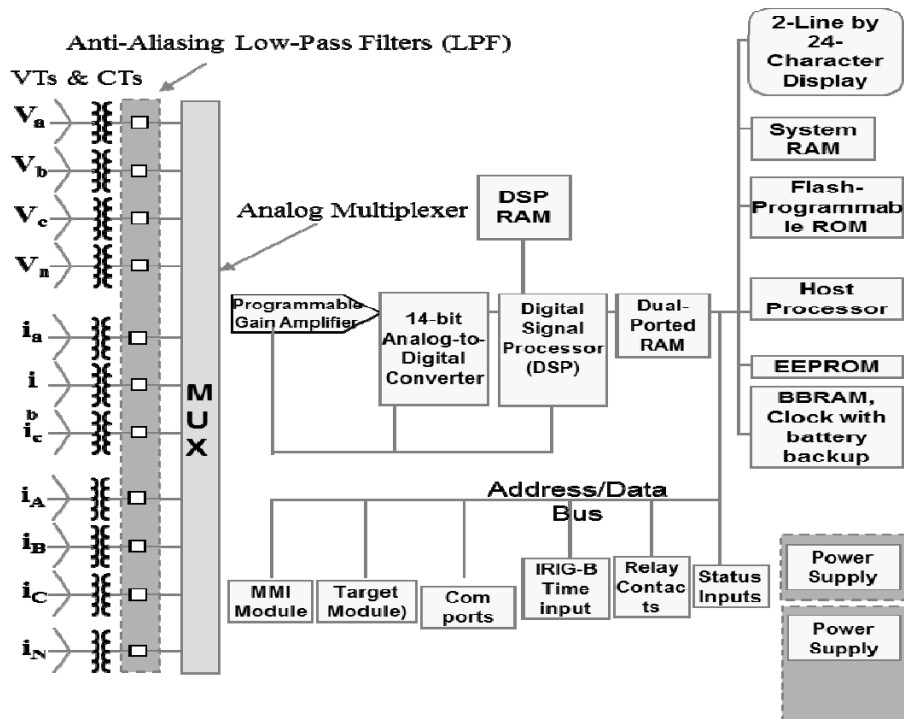 Anti-Aliasing Low-Pass Filters (LPF)
VTs & CTs
Va
Vb
Vc
Vn
ia
i
b
ic
iA
iB
iC
iN
MUX
Analog Multiplexer
Programmable
Gain Amplifier
14-bit
Analog-to-
Digital
Converter
DSP
RAM
Digital
Signal
Processor
(DSP)
Dual-
Ported
RAM
2-Line by
24-
Character
Display
System
RAM
Flash-
Programmab
le ROM
Host
Processor
EEPROM
BBRAM,
Clock with
battery
backup
Address/Data
Bus
MMI
Module
Target
Module)
Com
ports
IRIG-B
Time
input
Relay
Contac
ts
Status
Inputs
Power
Supply
Power
Supply